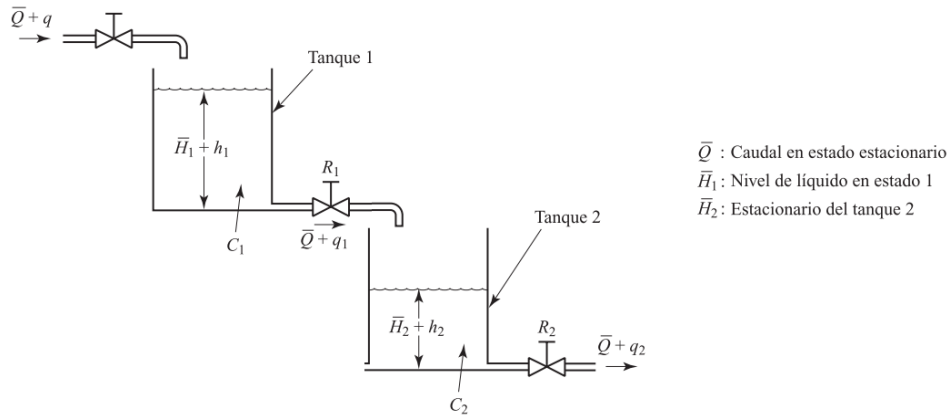 Q̄ + q
Tanque 1
H̄₁ + h₁
R₁
C₁
Q̄ + q₁
Tanque 2
H̄₂ + h₂
R₂
Q̄ + q₂
C₂
Q̄ : Caudal en estado estacionario
H̄₁ : Nivel de líquido en estado 1
H̄₂ : Estacionario del tanque 2